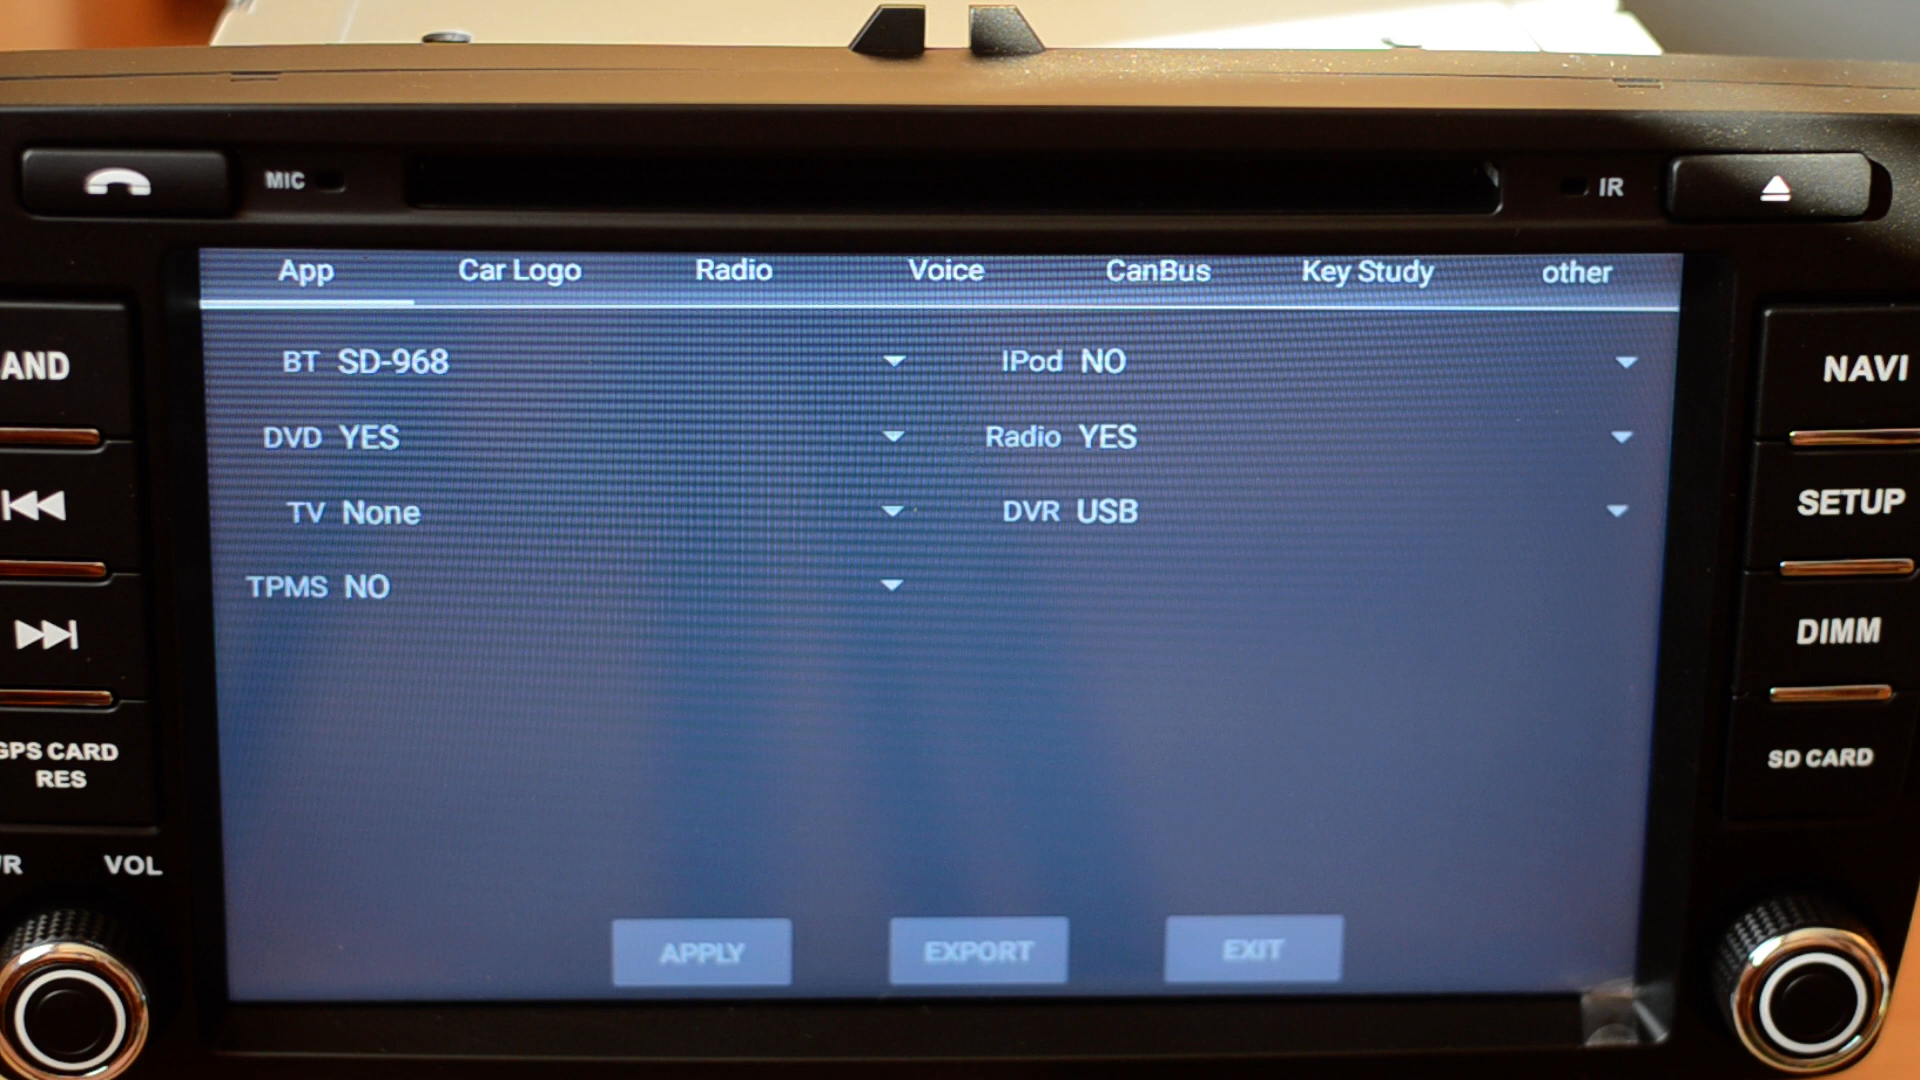 MIC
IR
App Car Logo Radio Voice CanBus Key Study other
BT SD-968 IPod NO
DVD YES Radio YES
TV None DVR USB
TPMS NO
APPLY EXPORT EXIT
AND
GPS CARD
RES
VOL
NAVI
SETUP
DIMM
SD CARD